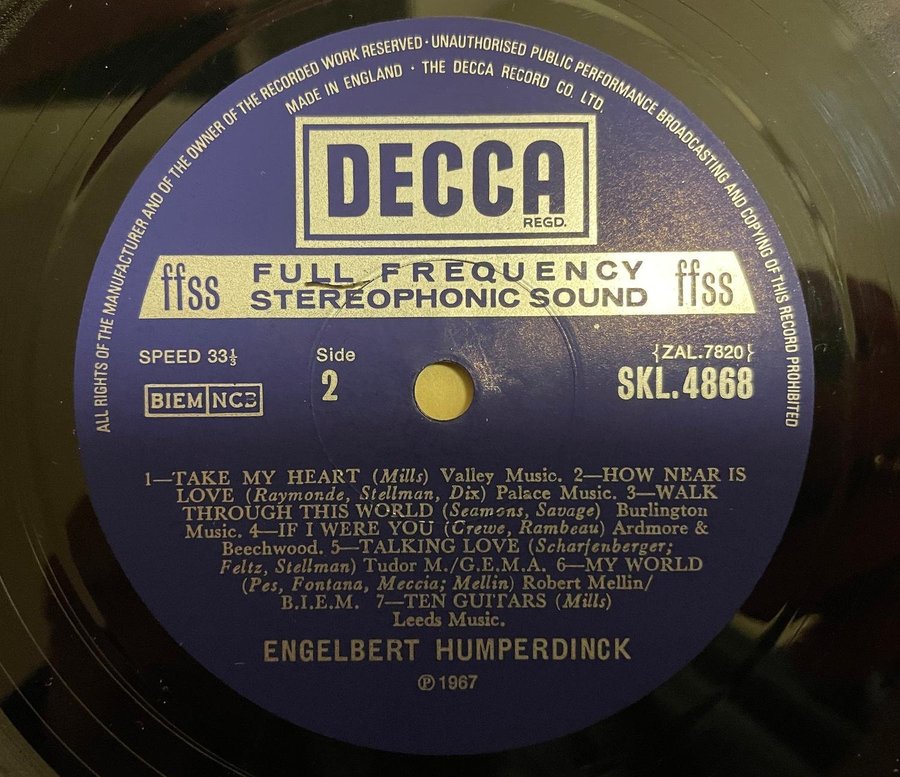 ALL RIGHTS OF THE MANUFACTURER AND OF THE OWNER OF THE RECORDED WORK RESERVED · UNAUTHORISED PUBLIC PERFORMANCE BROADCASTING AND COPYING OF THIS RECORD PROHIBITED
MADE IN ENGLAND · THE DECCA RECORD CO. LTD.
DECCA
REGD.
ffss FULL FREQUENCY ffss
STEREOPHONIC SOUND
SPEED 33⅓ Side {ZAL.7820}
BIEM NCB 2 SKL.4868
1—TAKE MY HEART (Mills) Valley Music. 2—HOW NEAR IS
LOVE (Raymonde, Stellman, Dix) Palace Music. 3—WALK
THROUGH THIS WORLD (Seamons, Savage) Burlington
Music. 4—IF I WERE YOU (Crewe, Rambeau) Ardmore &
Beechwood. 5—TALKING LOVE (Scharfenberger;
Feltz, Stellman) Tudor M./G.E.M.A. 6—MY WORLD
(Pes, Fontana, Meccia; Mellin) Robert Mellin/
B.I.E.M. 7—TEN GUITARS (Mills)
Leeds Music.
ENGELBERT HUMPERDINCK
℗ 1967